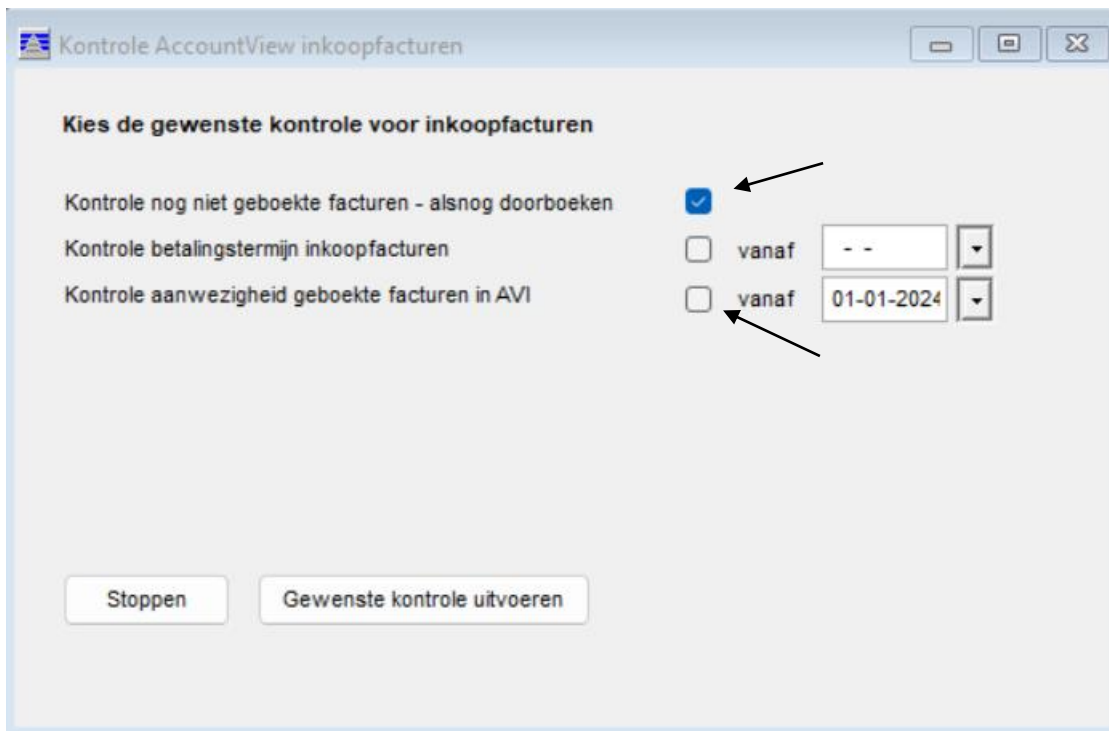 Kontrole AccountView inkoopfacturen
Kies de gewenste kontrole voor inkoopfacturen
Kontrole nog niet geboekte facturen - alsnog doorboeken
Kontrole betalingstermijn inkoopfacturen vanaf - -
Kontrole aanwezigheid geboekte facturen in AVI vanaf 01-01-2024
Stoppen Gewenste kontrole uitvoeren